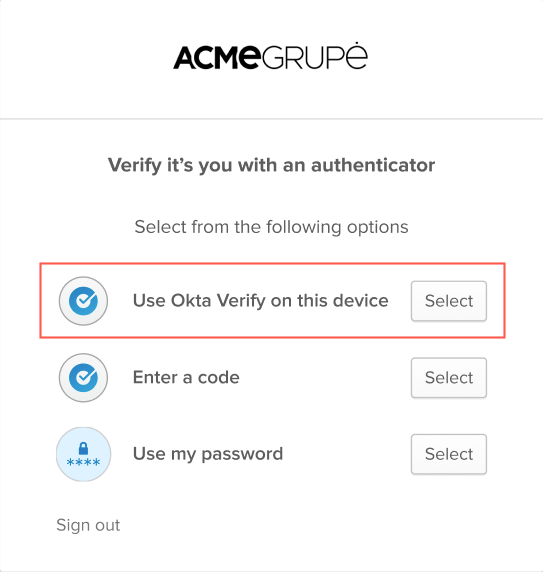 ACMEGRUPĖ
Verify it's you with an authenticator
Select from the following options
Use Okta Verify on this device Select
Enter a code Select
**** Use my password Select
Sign out